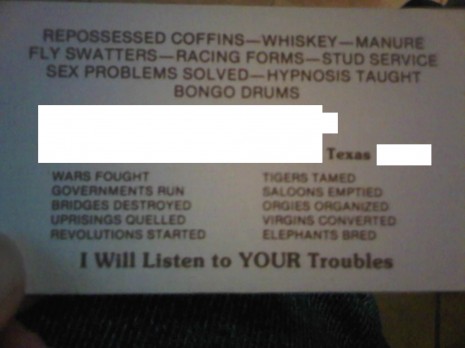 REPOSSESSED COFFINS—WHISKEY—MANURE
FLY SWATTERS—RACING FORMS—STUD SERVICE
SEX PROBLEMS SOLVED—HYPNOSIS TAUGHT
BONGO DRUMS
Texas
WARS FOUGHT
GOVERNMENTS RUN
BRIDGES DESTROYED
UPRISINGS QUELLED
REVOLUTIONS STARTED
TIGERS TAMED
SALOONS EMPTIED
ORGIES ORGANIZED
VIRGINS CONVERTED
ELEPHANTS BRED
I Will Listen to YOUR Troubles